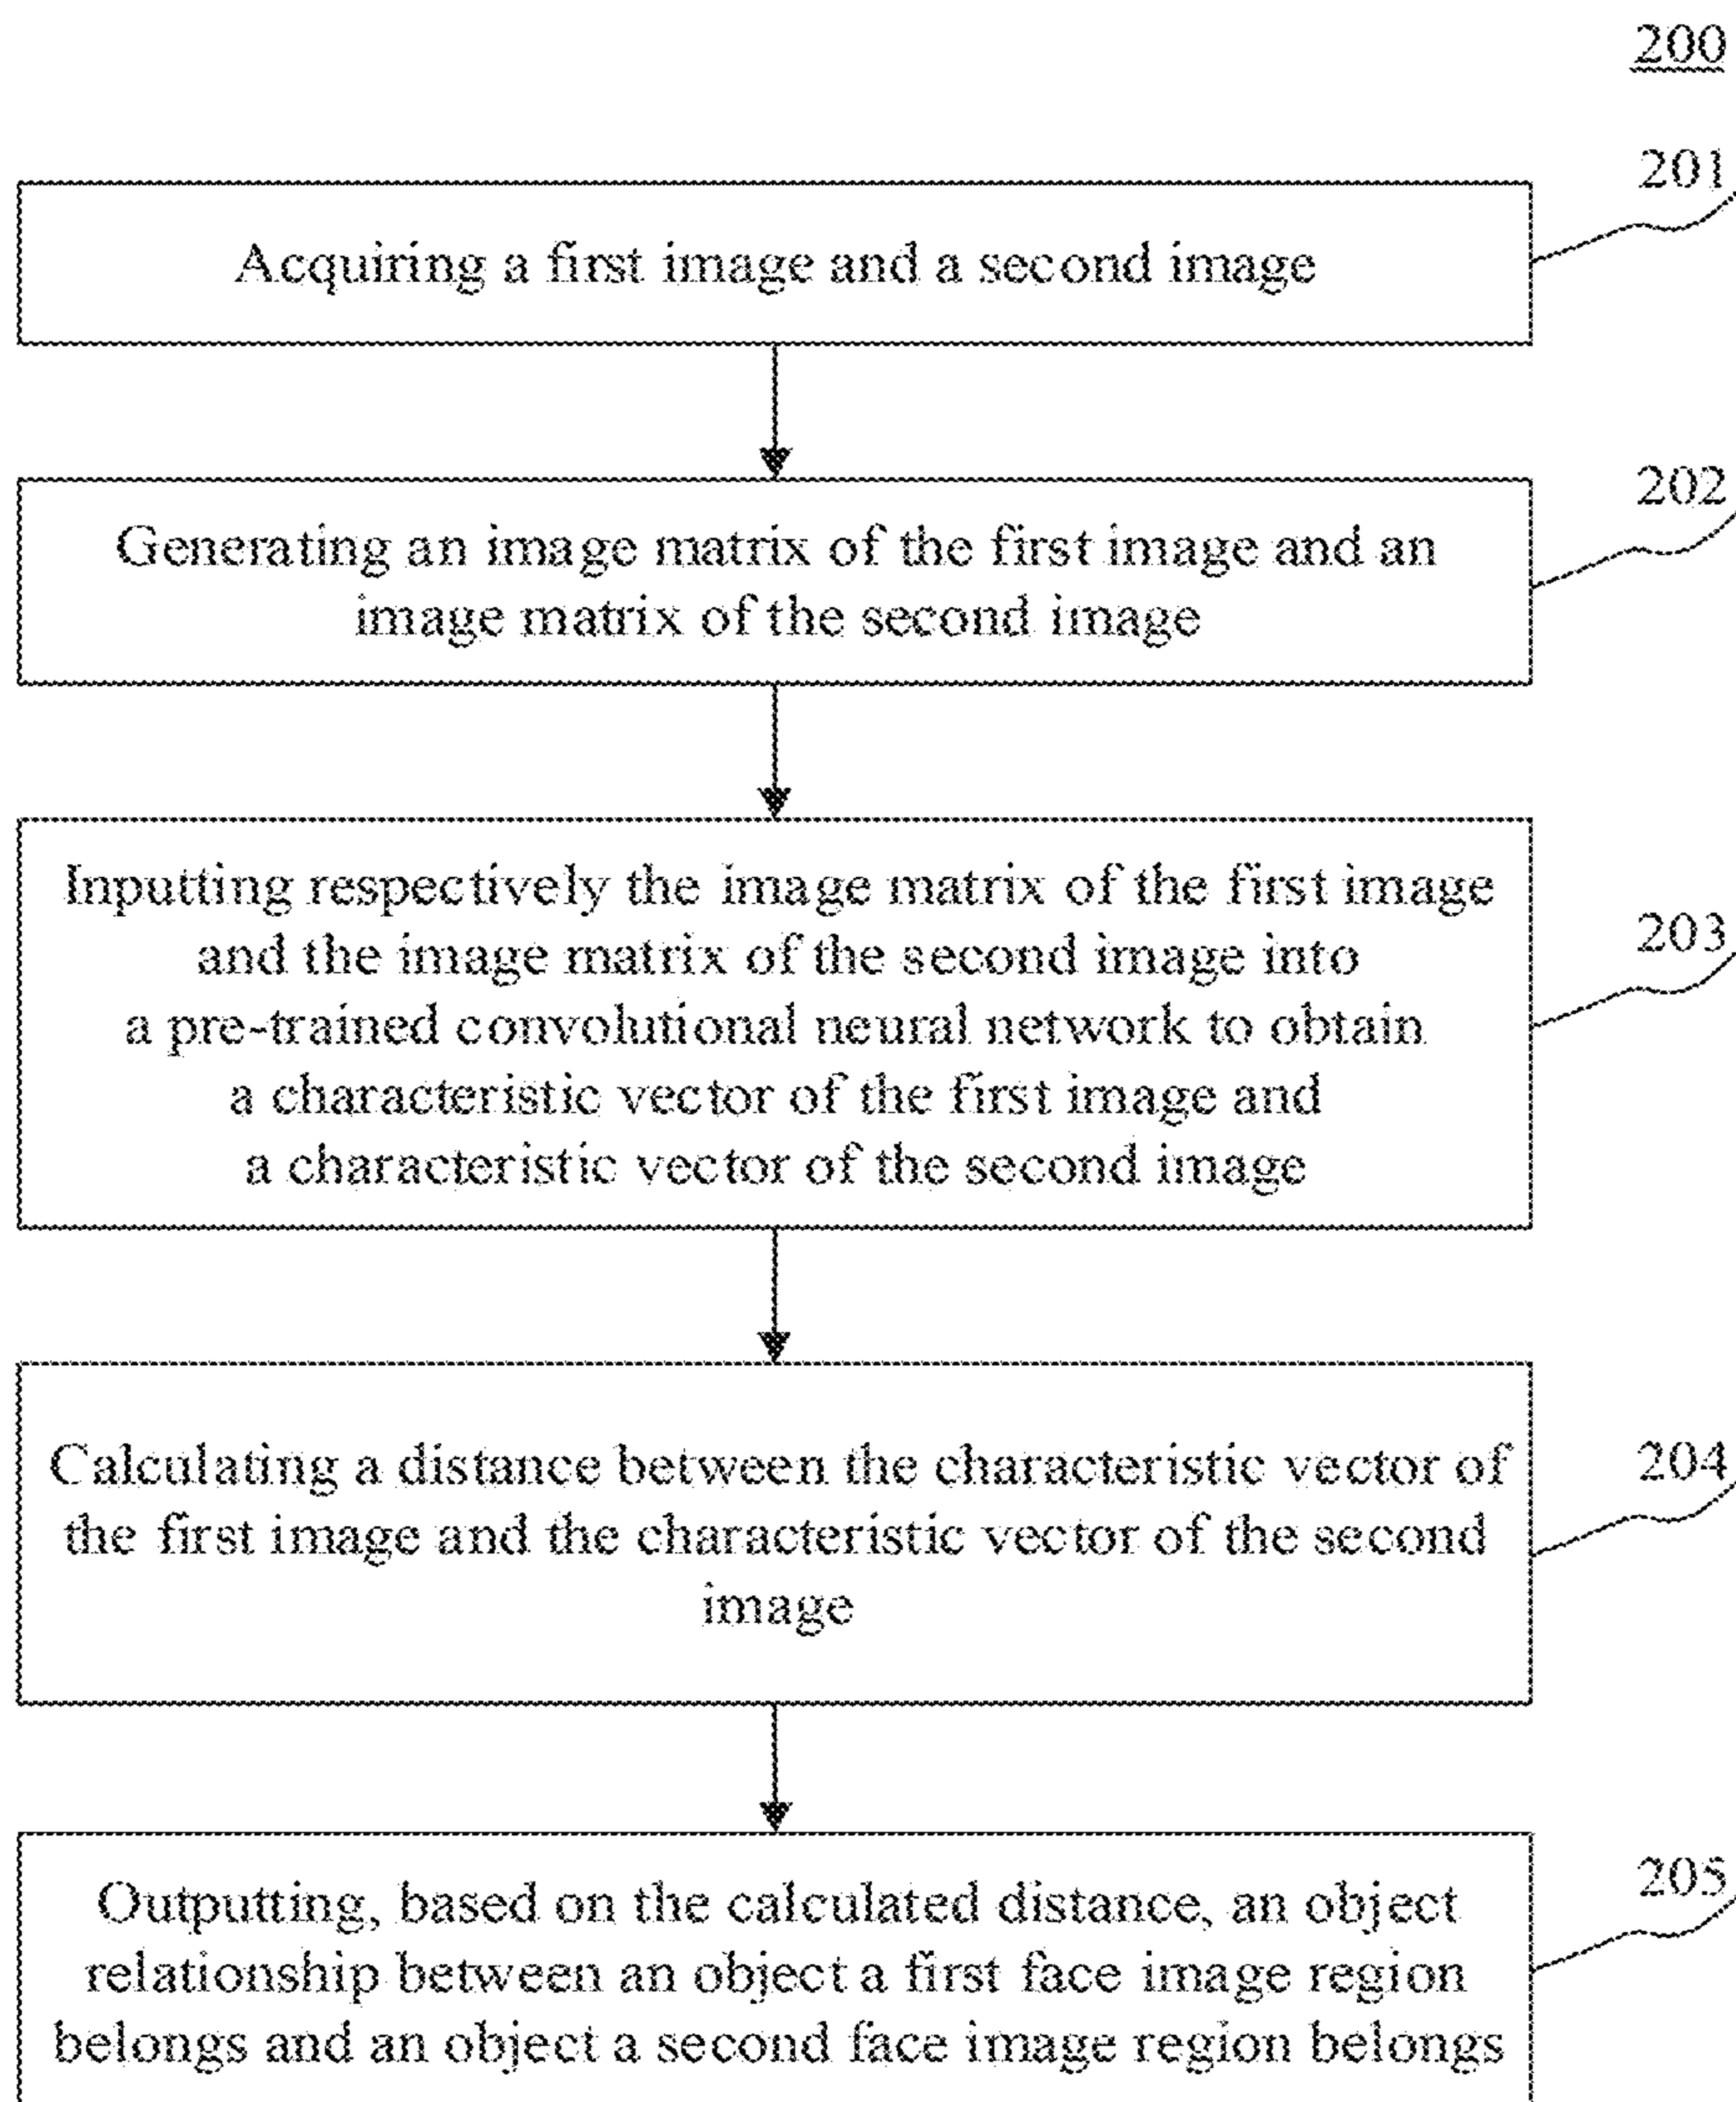 200
201
Acquiring a first image and a second image
202
Generating an image matrix of the first image and an
image matrix of the second image
Inputting respectively the image matrix of the first image
and the image matrix of the second image into
203
a pre-trained convolutional neural network to obtain
a characteristic vector of the first image and
a characteristic vector of the second image
204
Calculating a distance between the characteristic vector of
the first image and the characteristic vector of the second
image
205
Outputting, based on the calculated distance, an object
relationship between an object a first face image region
belongs and an object a second face image region belongs